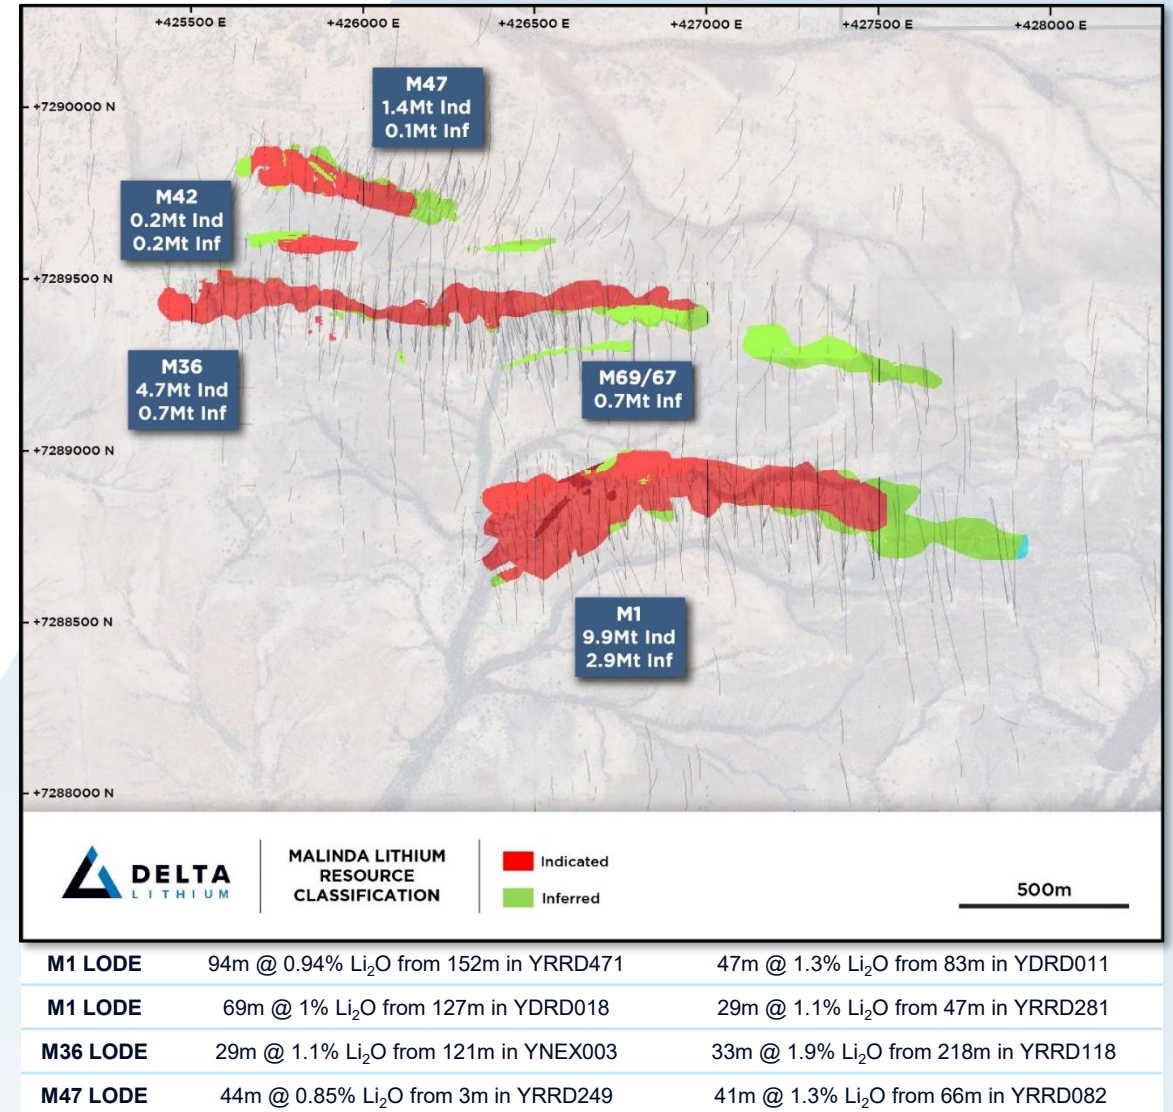 +425500 E
+426000 E
+426500 E
+427000 E
+427500 E
+428000 E
+7290000 N
M47
1.4Mt Ind
0.1Mt Inf
M42
0.2Mt Ind
0.2Mt Inf
+7289500 N
M36
4.7Mt Ind
0.7Mt Inf
M69/67
0.7Mt Inf
+7289000 N
M1
9.9Mt Ind
2.9Mt Inf
+7288500 N
+7288000 N
DELTA
LITHIUM
MALINDA LITHIUM
RESOURCE
CLASSIFICATION
Indicated
Inferred
500m
M1 LODE 94m @ 0.94% Li₂O from 152m in YRRD471 47m @ 1.3% Li₂O from 83m in YDRD011
M1 LODE 69m @ 1% Li₂O from 127m in YDRD018 29m @ 1.1% Li₂O from 47m in YRRD281
M36 LODE 29m @ 1.1% Li₂O from 121m in YNEX003 33m @ 1.9% Li₂O from 218m in YRRD118
M47 LODE 44m @ 0.85% Li₂O from 3m in YRRD249 41m @ 1.3% Li₂O from 66m in YRRD082